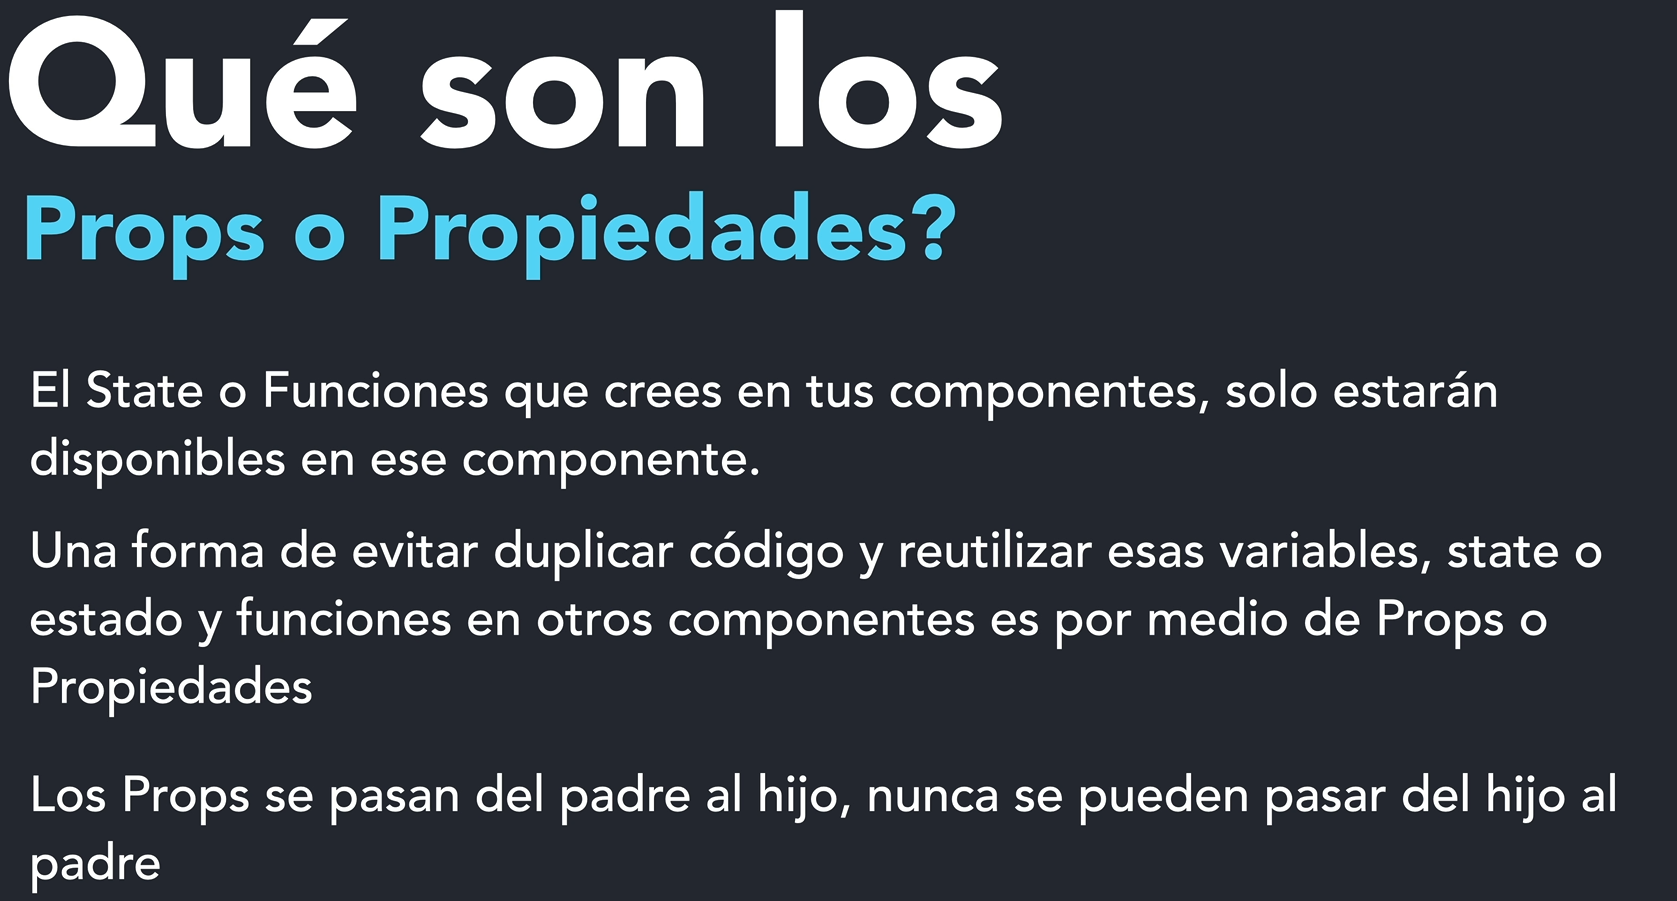 Qué son los
Props o Propiedades?
El State o Funciones que crees en tus componentes, solo estarán
disponibles en ese componente.
Una forma de evitar duplicar código y reutilizar esas variables, state o
estado y funciones en otros componentes es por medio de Props o
Propiedades
Los Props se pasan del padre al hijo, nunca se pueden pasar del hijo al
padre